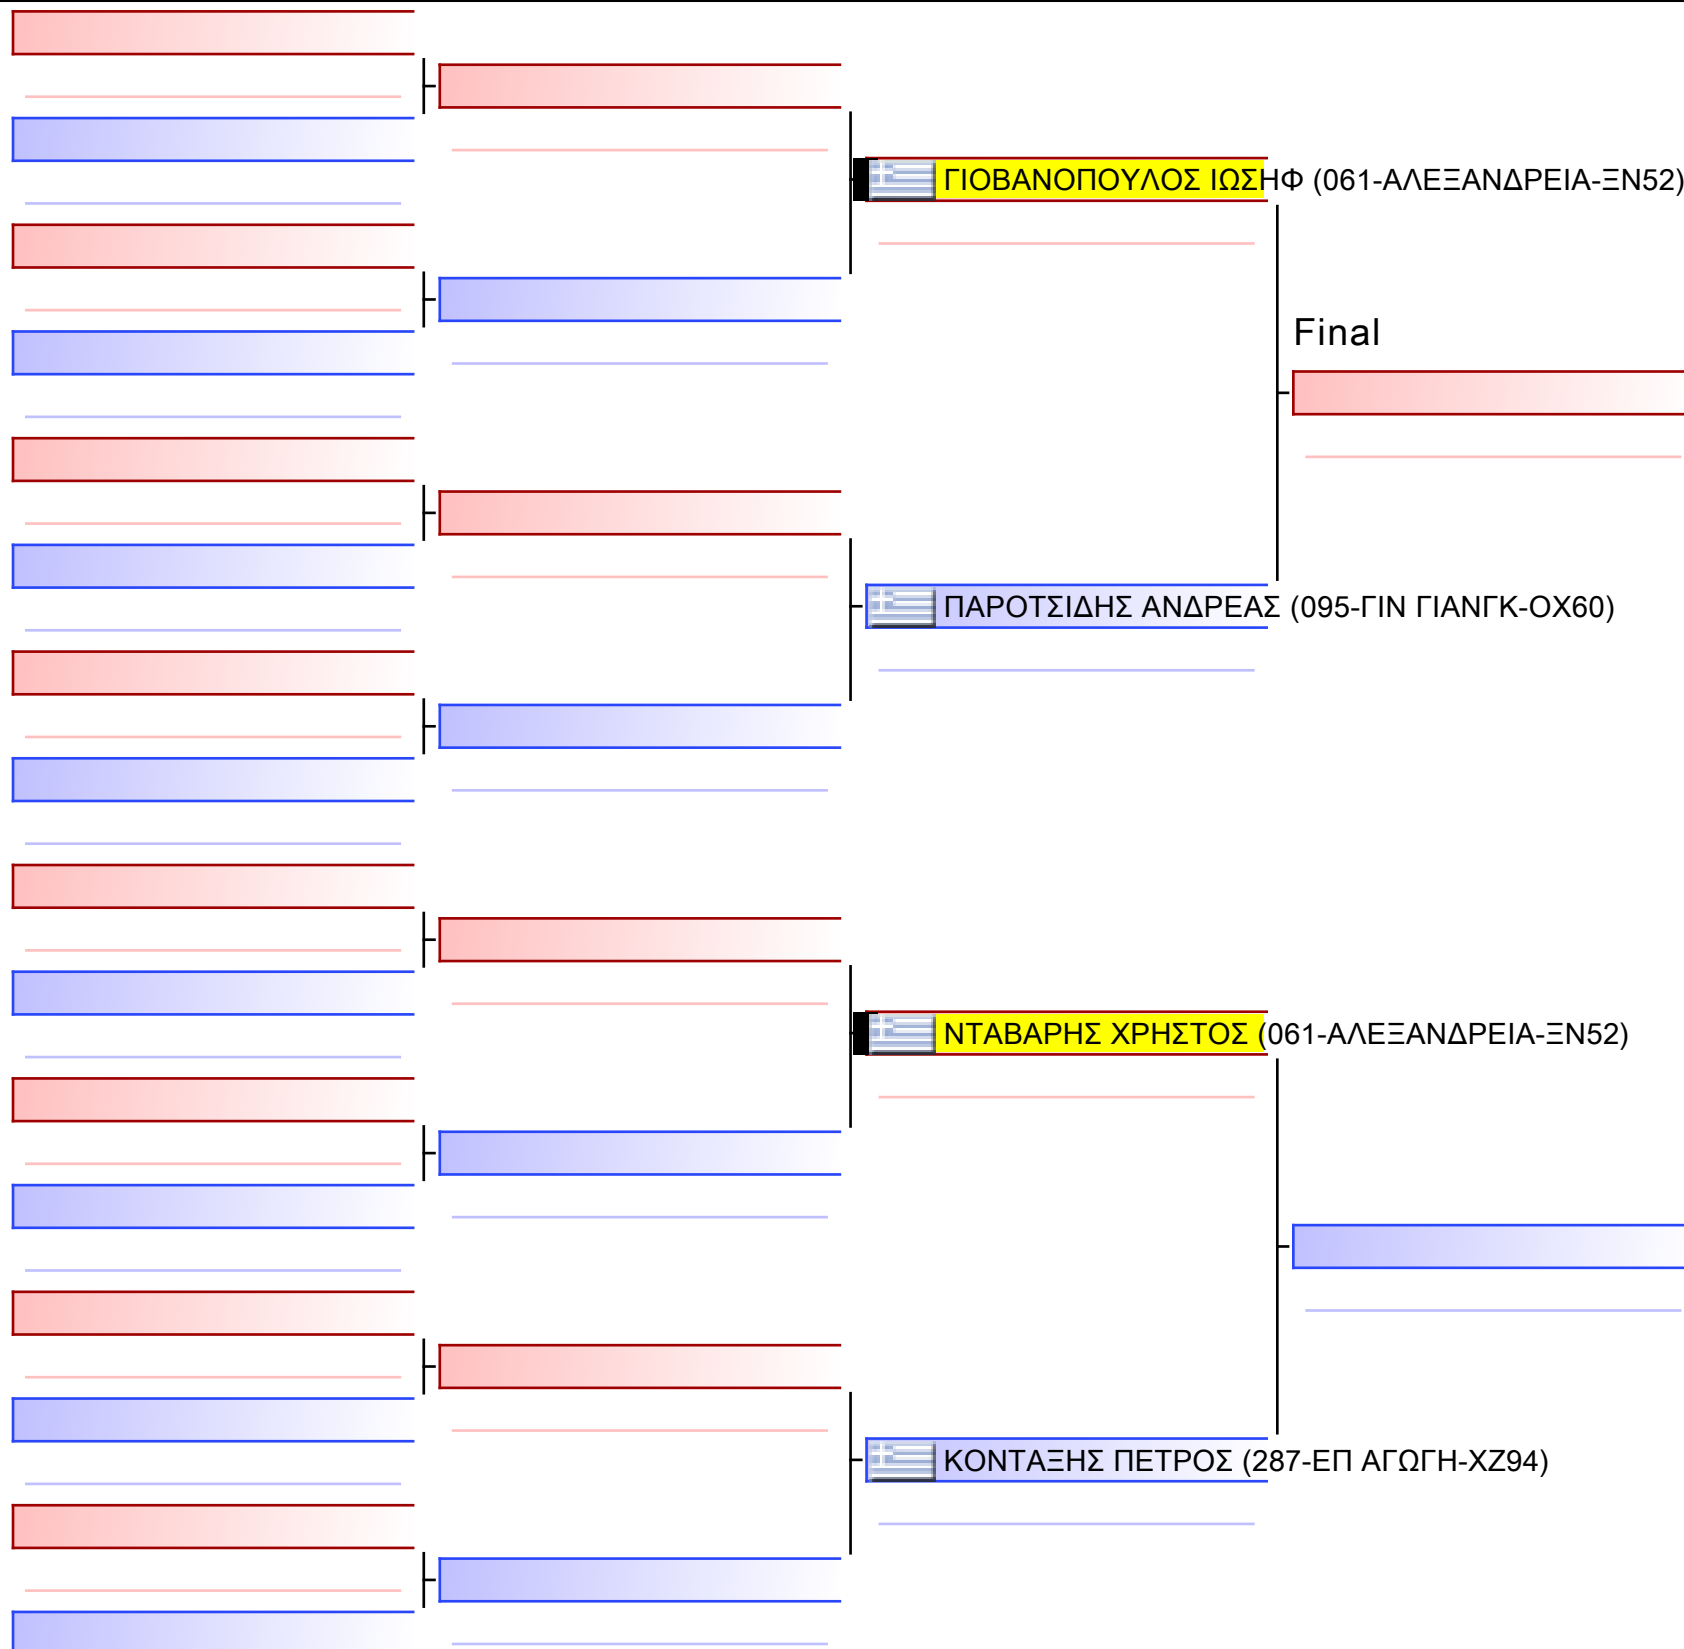 ΓΙΟΒΑΝΟΠΟΥΛΟΣ ΙΩΣΗΦ (061-ΑΛΕΞΑΝΔΡΕΙΑ-ΞΝ52)
Final
ΠΑΡΟΤΣΙΔΗΣ ΑΝΔΡΕΑΣ (095-ΓΙΝ ΓΙΑΝΓΚ-ΟΧ60)
ΝΤΑΒΑΡΗΣ ΧΡΗΣΤΟΣ (061-ΑΛΕΞΑΝΔΡΕΙΑ-ΞΝ52)
ΚΟΝΤΑΞΗΣ ΠΕΤΡΟΣ (287-ΕΠ ΑΓΩΓΗ-ΧΖ94)